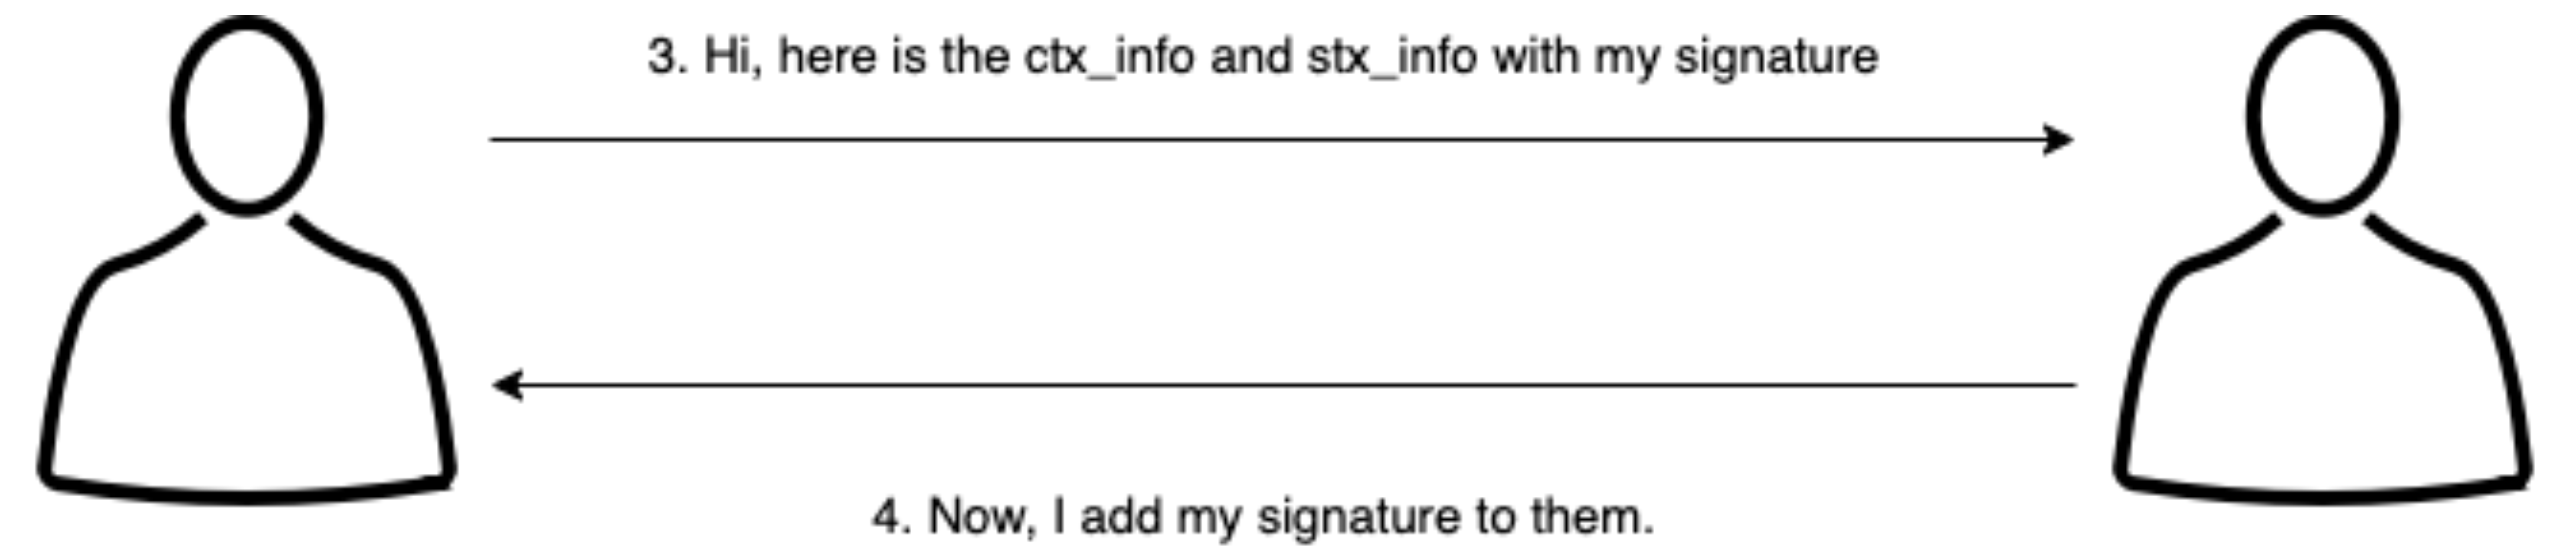 3. Hi, here is the ctx_info and stx_info with my signature
4. Now, I add my signature to them.